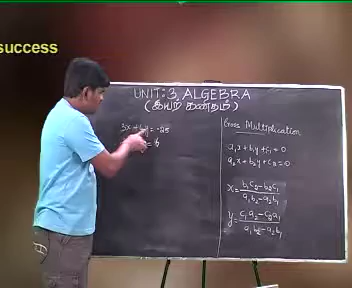 success
UNIT: 3, ALGEBRA
(இயற் கணிதம்)
Cross Multiplication
a₁x + b₁y + c₁ = 0
a₂x + b₂y + c₂ = 0
x = b₁c₂ - b₂c₁ / a₁b₂ - a₂b₁
y = c₁a₂ - c₂a₁ / a₁b₂ - a₂b₁